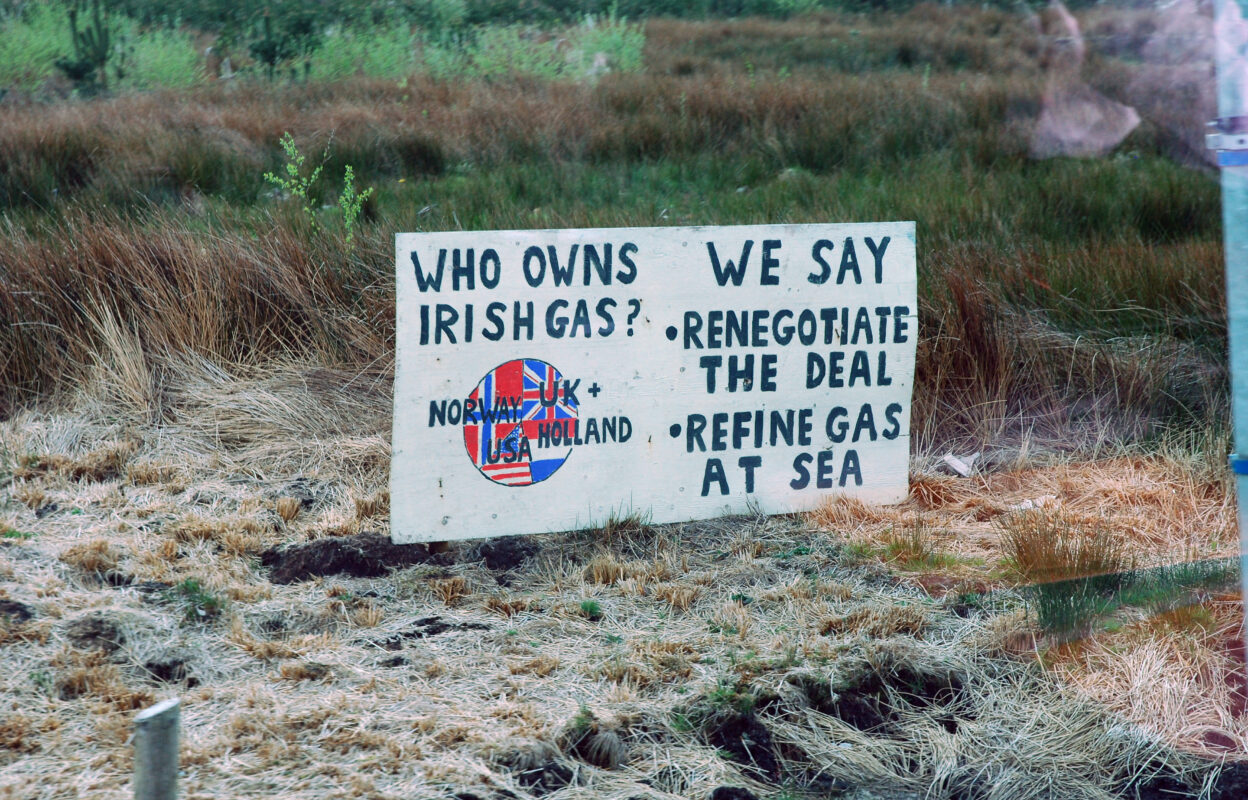 WHO OWNS
IRISH GAS?
NORWAY
UK +
HOLLAND
USA
WE SAY
•RENEGOTIATE
THE DEAL
•REFINE GAS
AT SEA